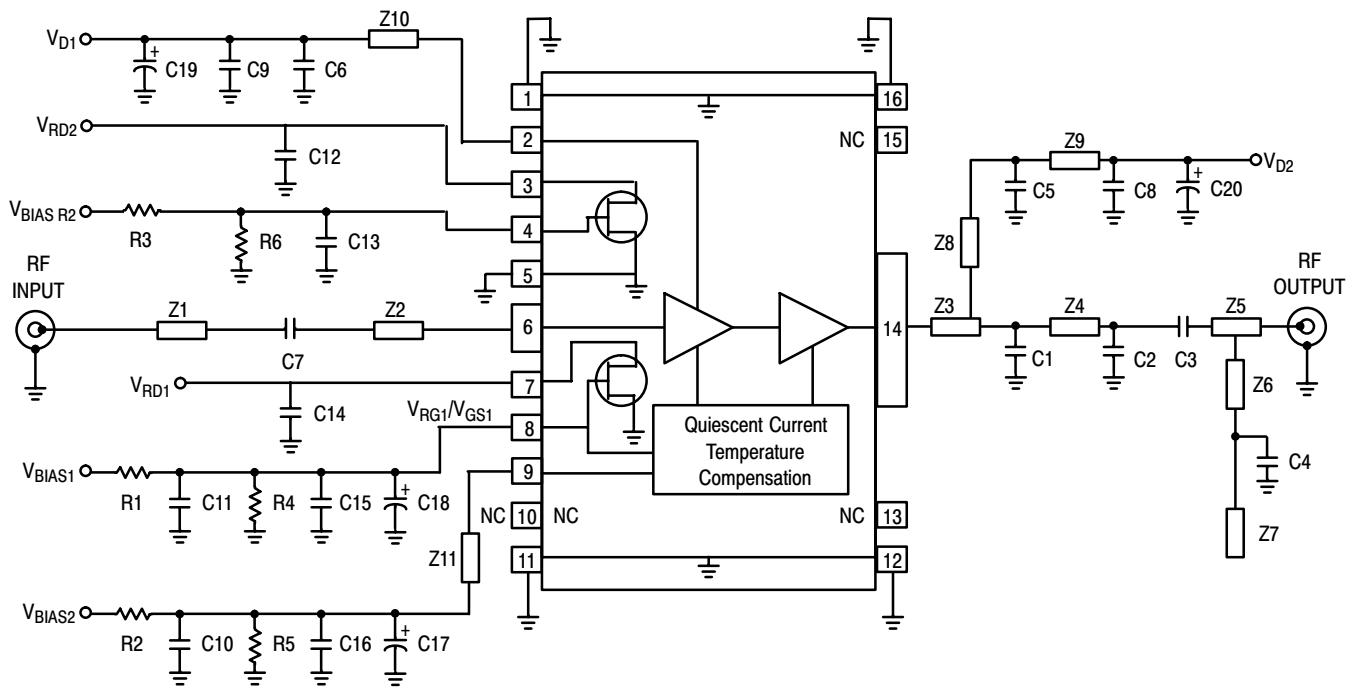 Z10
VD1
+
C19
C9
C6
1
16
VRD2
2
NC
15
C12
3
Z9
VD2
C5
C8
+
C20
VBIAS R2
R3
R6
C13
4
Z8
5
RF
INPUT
Z1
C7
Z2
6
14
Z3
Z4
Z5
RF
OUTPUT
C1
C2
C3
VRD1
7
C14
Z6
VRG1/VGS1
8
Quiescent Current
Temperature
Compensation
VBIAS1
R1
C11
R4
C15
+
C18
9
C4
NC
10
NC
NC
13
Z7
Z11
11
12
VBIAS2
R2
C10
R5
C16
+
C17